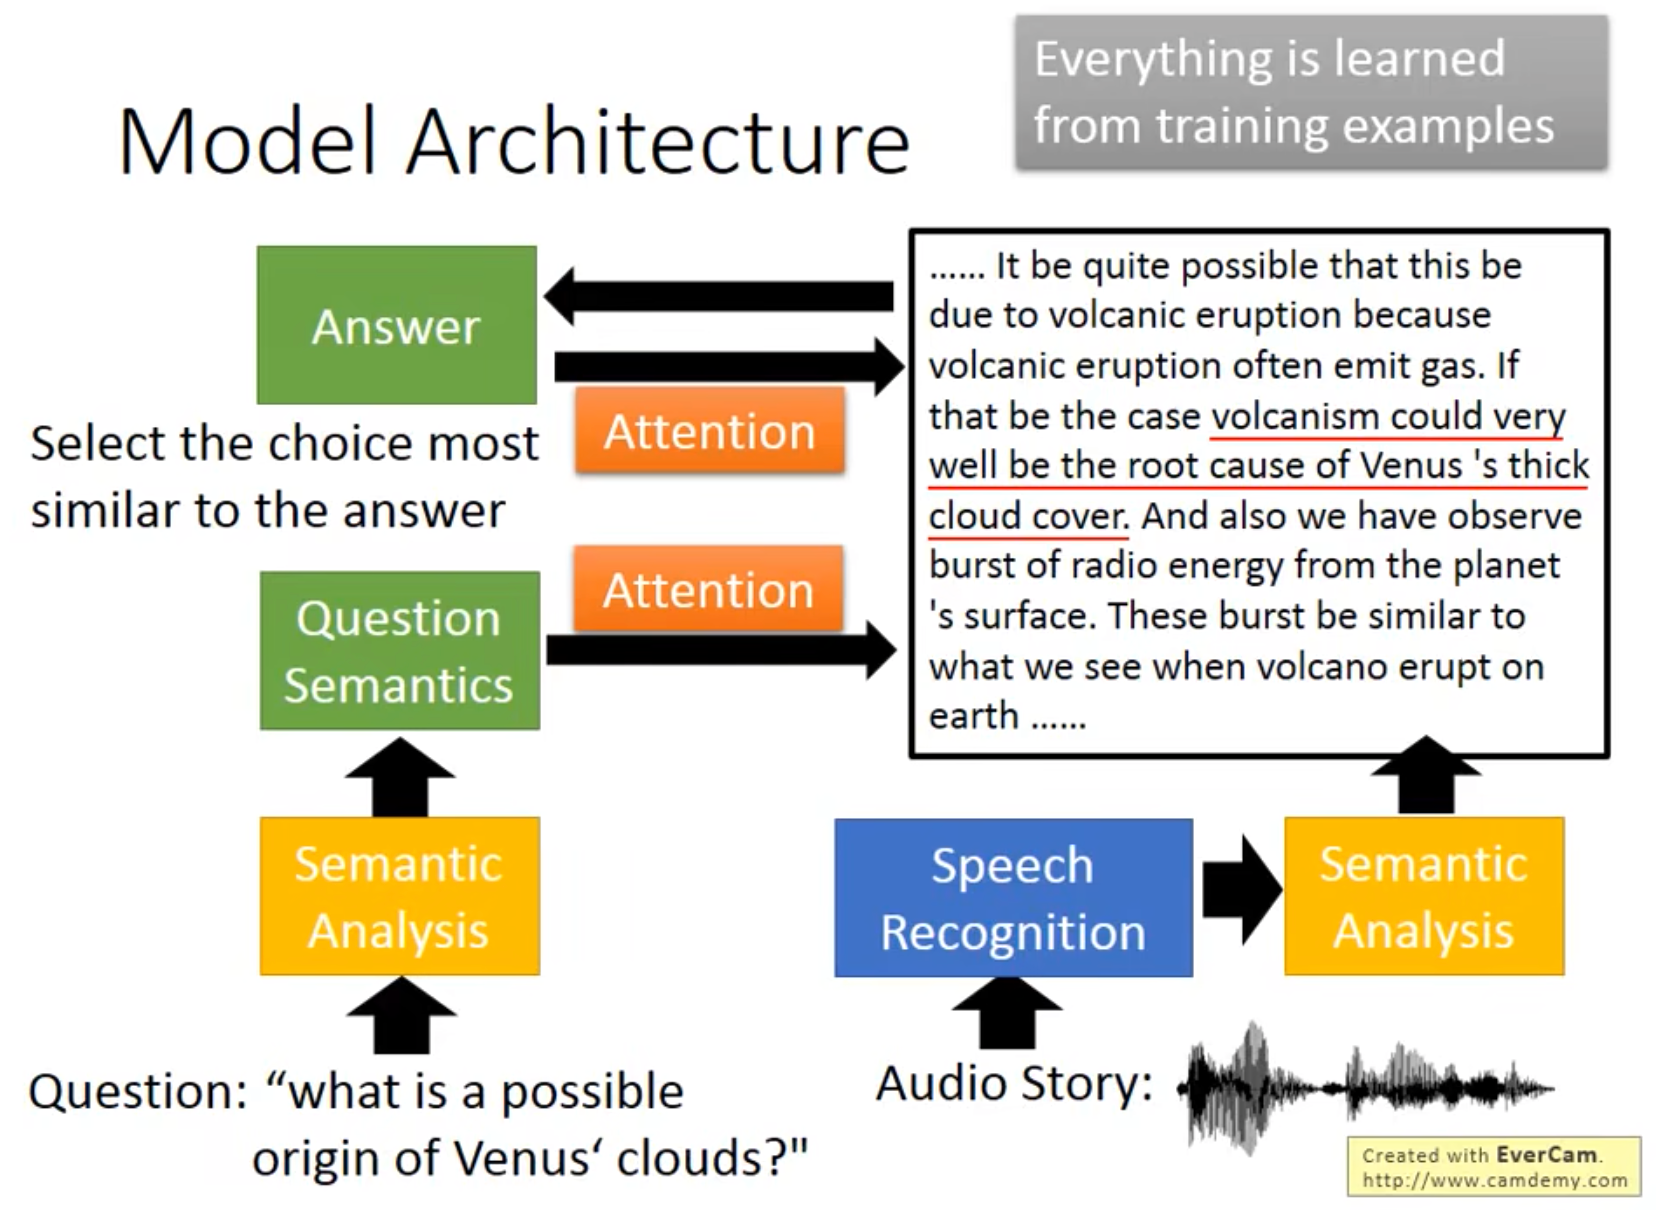 Everything is learned
from training examples
Model Architecture
Answer
Attention
Select the choice most
similar to the answer
Attention
Question
Semantics
...... It be quite possible that this be
due to volcanic eruption because
volcanic eruption often emit gas. If
that be the case volcanism could very
well be the root cause of Venus 's thick
cloud cover. And also we have observe
burst of radio energy from the planet
's surface. These burst be similar to
what we see when volcano erupt on
earth ......
Semantic
Analysis
Speech
Recognition
Semantic
Analysis
Question: “what is a possible
origin of Venus‘ clouds?"
Audio Story:
Created with EverCam.
http://www.camdemy.com